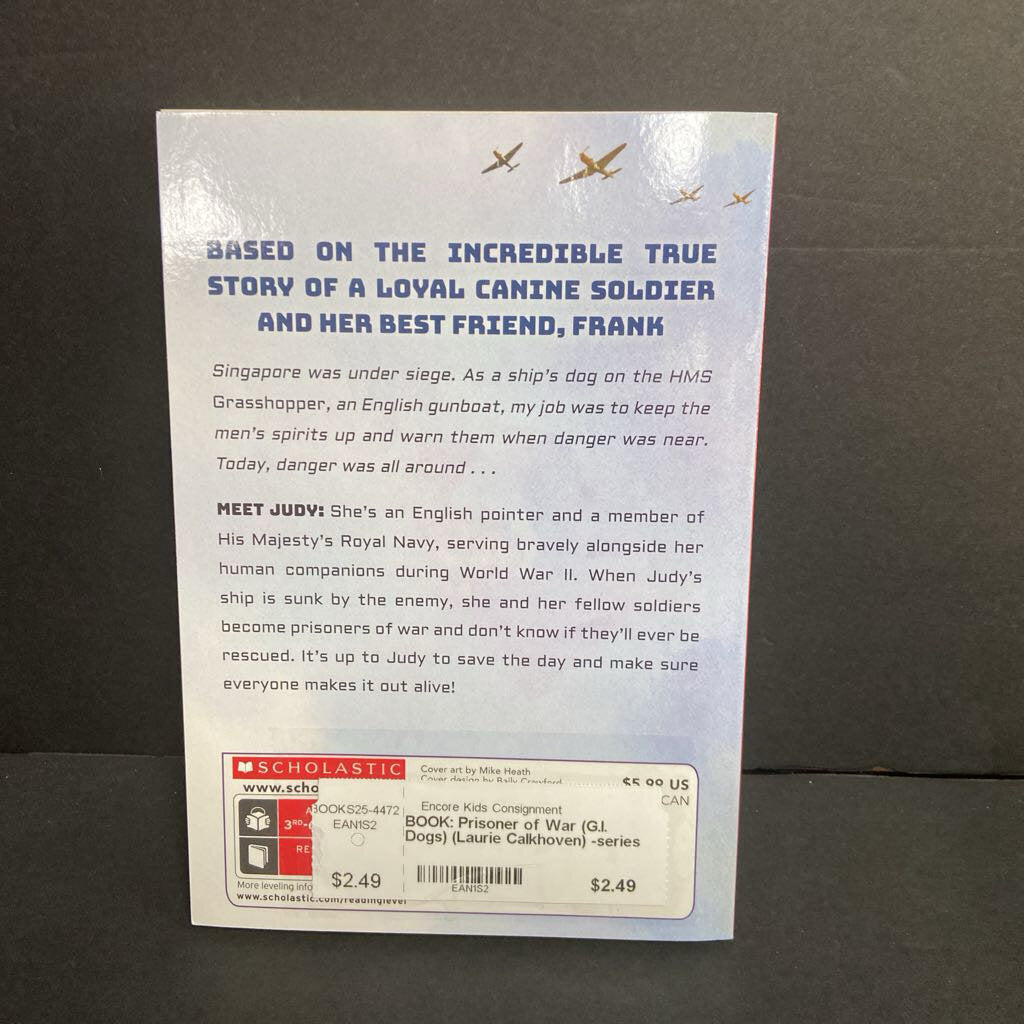 BASED ON THE INCREDIBLE TRUE
STORY OF A LOYAL CANINE SOLDIER
AND HER BEST FRIEND, FRANK
Singapore was under siege. As a ship's dog on the HMS
Grasshopper, an English gunboat, my job was to keep the
men's spirits up and warn them when danger was near.
Today, danger was all around . . .
MEET JUDY: She's an English pointer and a member of
His Majesty's Royal Navy, serving bravely alongside her
human companions during World War II. When Judy's
ship is sunk by the enemy, she and her fellow soldiers
become prisoners of war and don't know if they'll ever be
rescued. It's up to Judy to save the day and make sure
everyone makes it out alive!
SCHOLASTIC
Cover art by Mike Heath
Cover design by Baily Crawford
$5.99 US
CAN
BOOKS25-4472
EAN1S2
$2.49
Encore Kids Consignment
BOOK: Prisoner of War (G.I.
Dogs) (Laurie Calkhoven) -series
EAN1S2
$2.49
More leveling info
www.scholastic.com/readinglevel